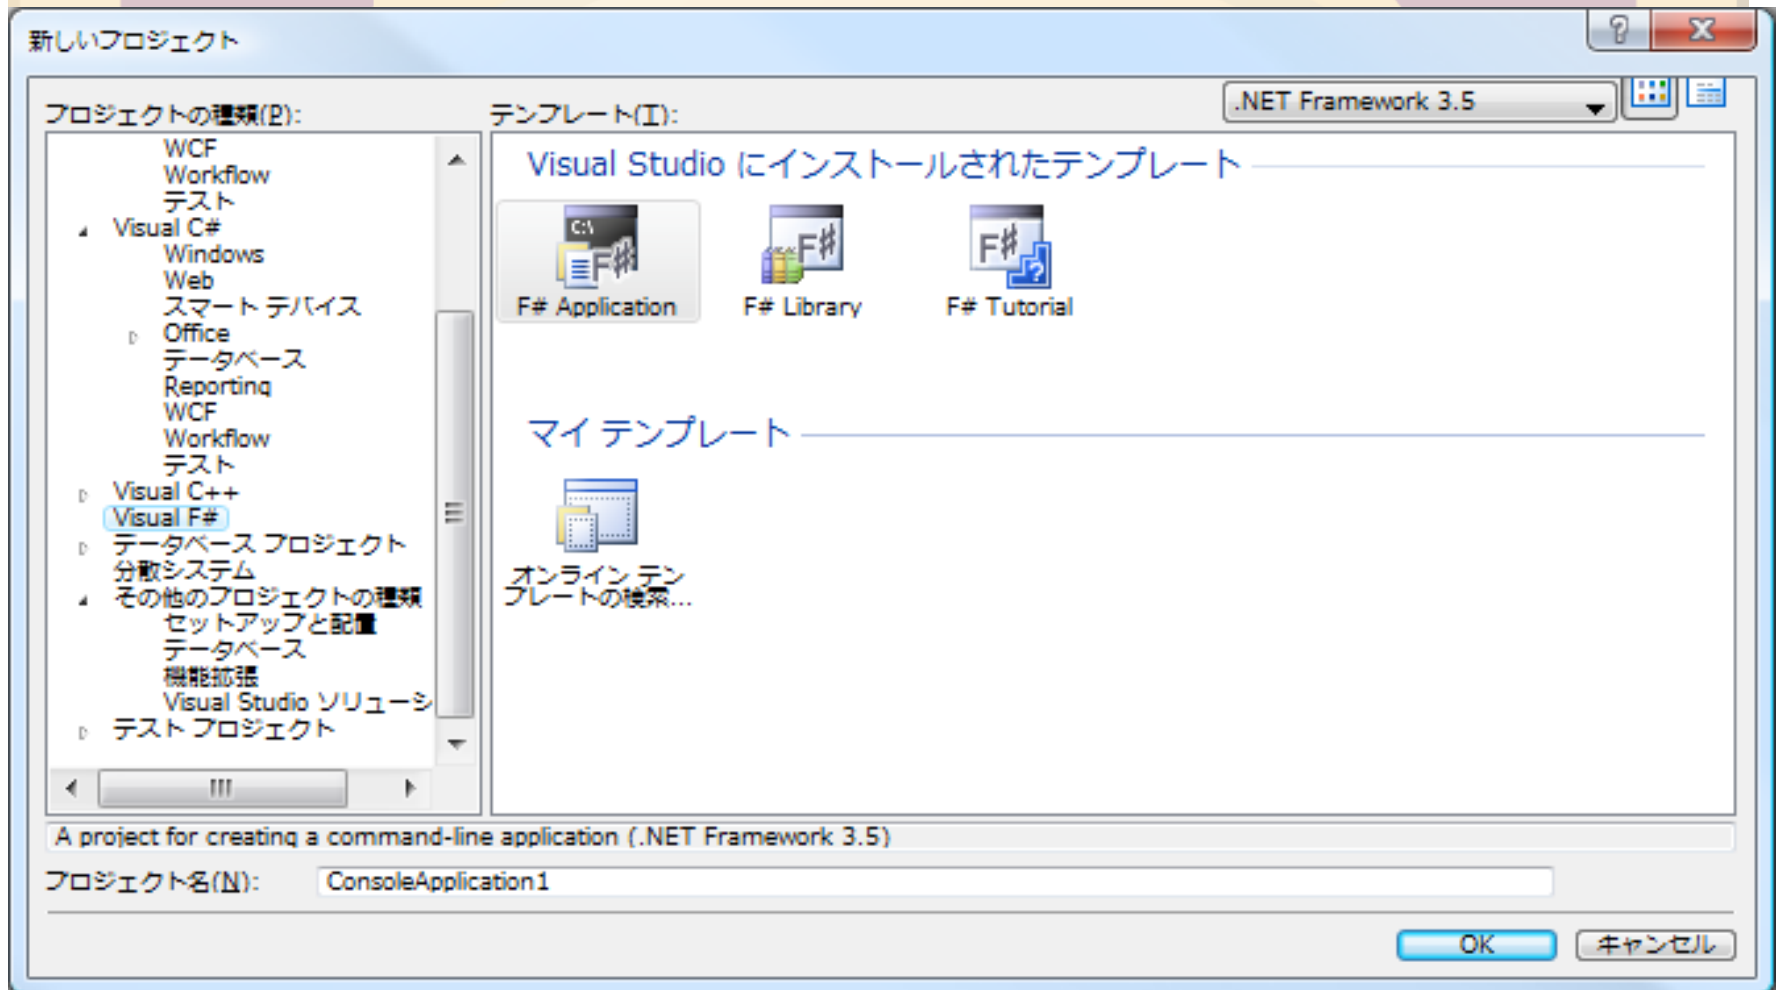 新しいプロジェクト
プロジェクトの種類(P):
テンプレート(T):
.NET Framework 3.5
WCF
Workflow
テスト
Visual C#
Windows
Web
スマート デバイス
Office
データベース
Reporting
WCF
Workflow
テスト
Visual C++
Visual F#
データベース プロジェクト
分散システム
その他のプロジェクトの種類
セットアップと配置
データベース
機能拡張
Visual Studio ソリューシ
テスト プロジェクト
Visual Studio にインストールされたテンプレート
C:\
F#
F#
F#
F# Application
F# Library
F# Tutorial
マイ テンプレート
オンライン テン
プレートの検索...
A project for creating a command-line application (.NET Framework 3.5)
プロジェクト名(N):
ConsoleApplication1
OK
キャンセル